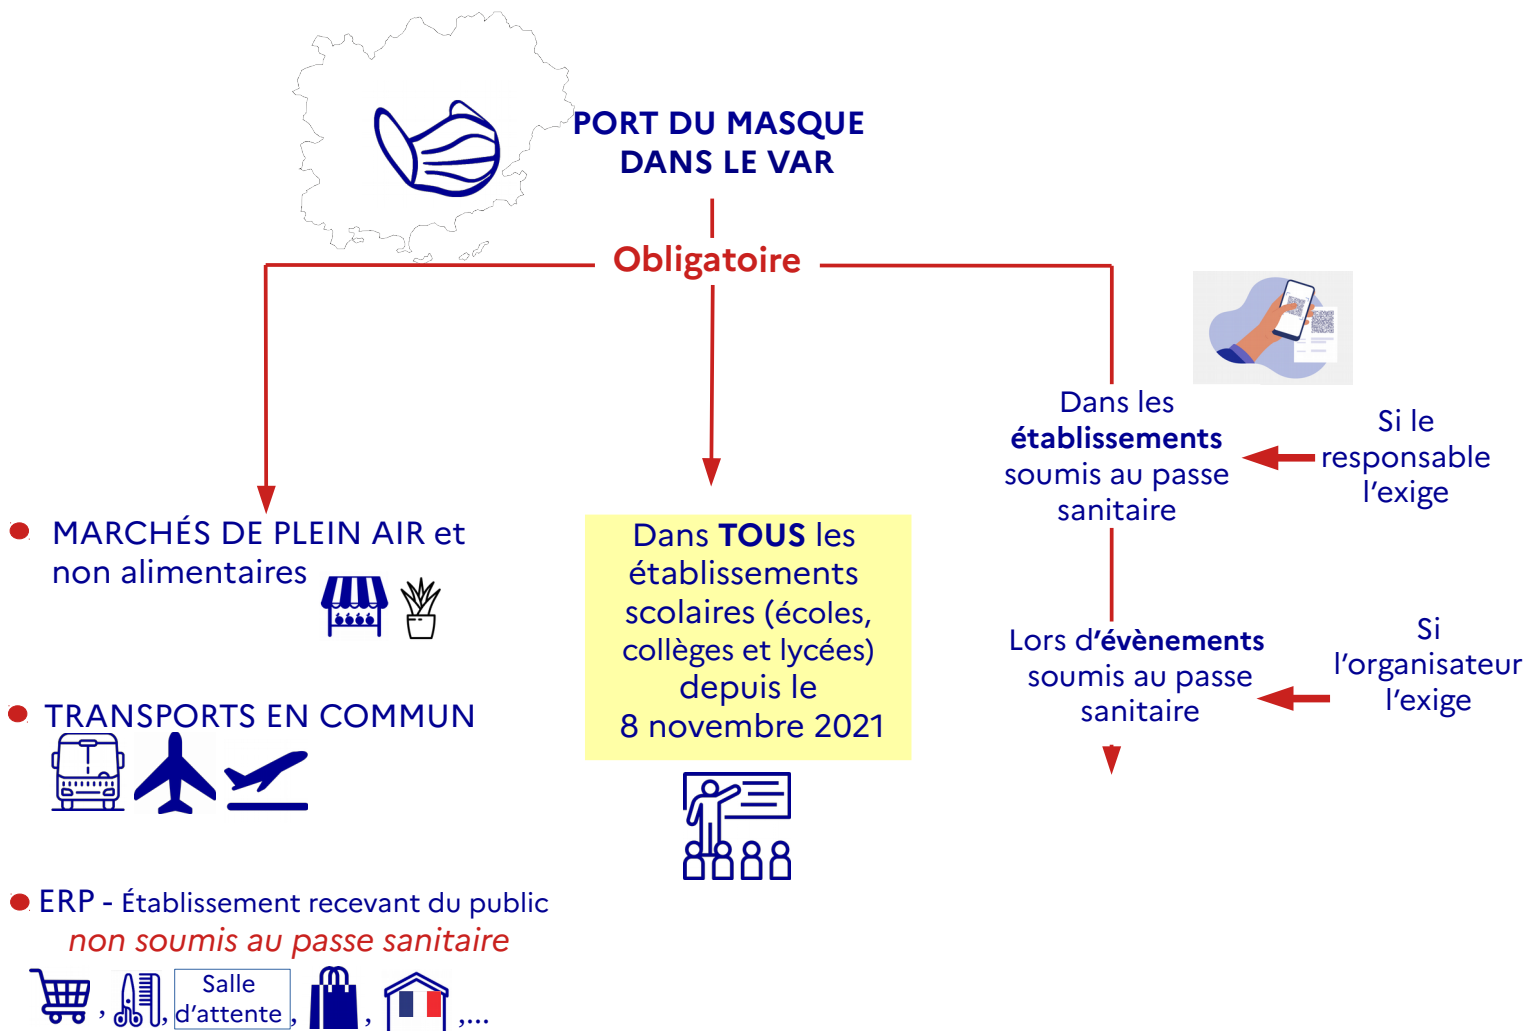 PORT DU MASQUE
DANS LE VAR
Obligatoire
MARCHÉS DE PLEIN AIR et
non alimentaires
TRANSPORTS EN COMMUN
ERP - Établissement recevant du public
non soumis au passe sanitaire
, , Salle
d'attente , , ,...
Dans TOUS les
établissements
scolaires (écoles,
collèges et lycées)
depuis le
8 novembre 2021
Dans les
établissements
soumis au passe
sanitaire
Si le
responsable
l'exige
Lors d'évènements
soumis au passe
sanitaire
Si
l'organisateur
l'exige